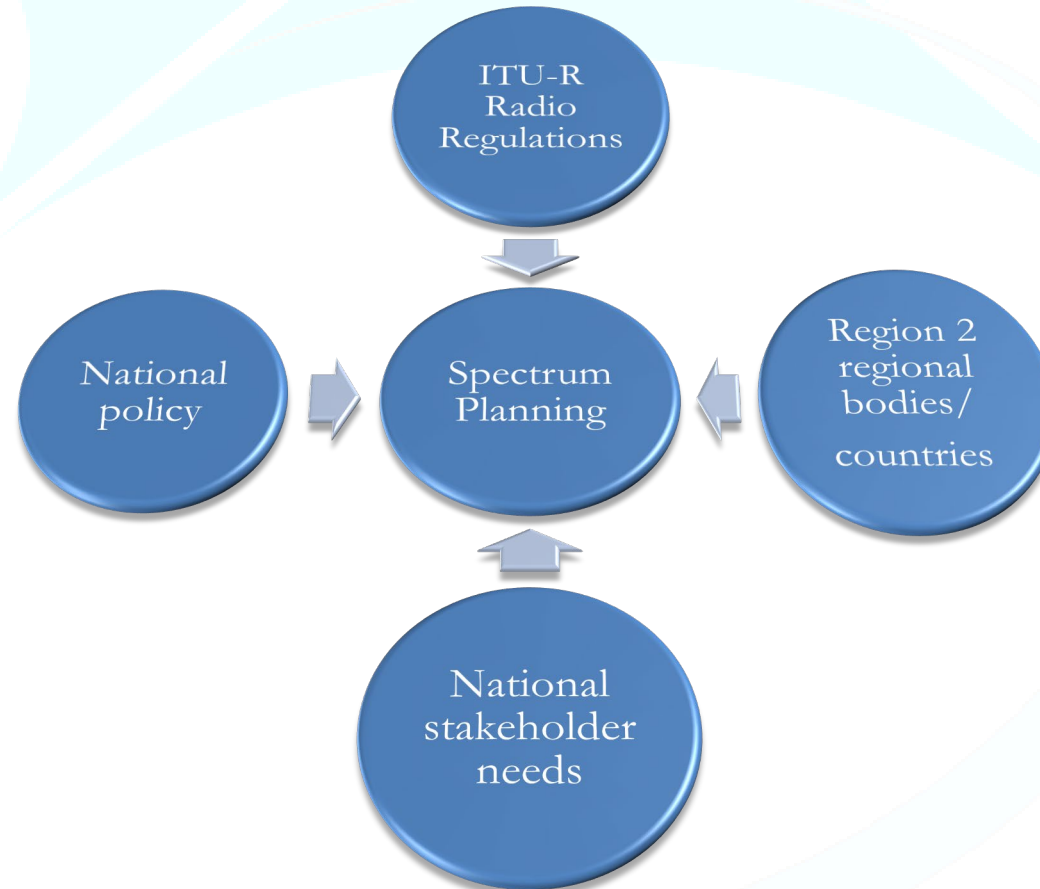 ITU-R
Radio
Regulations
National
policy
Spectrum
Planning
Region 2
regional
bodies/
countries
National
stakeholder
needs